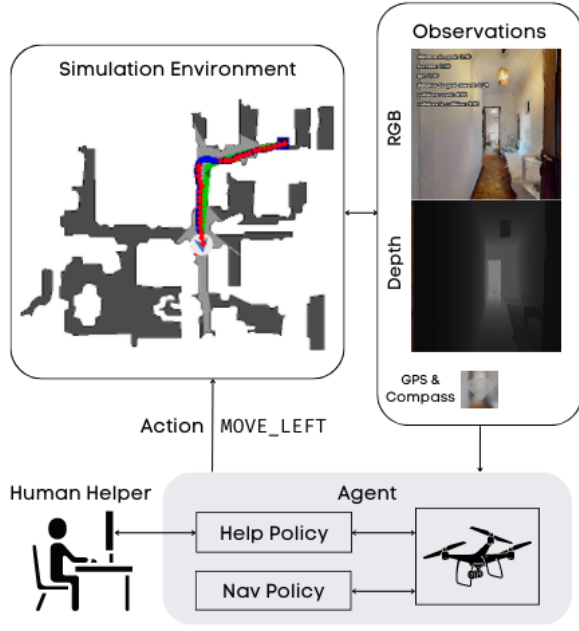 Observations
Simulation Environment
RGB
Depth
GPS &
Compass
Action MOVE_LEFT
Human Helper
Agent
Help Policy
Nav Policy